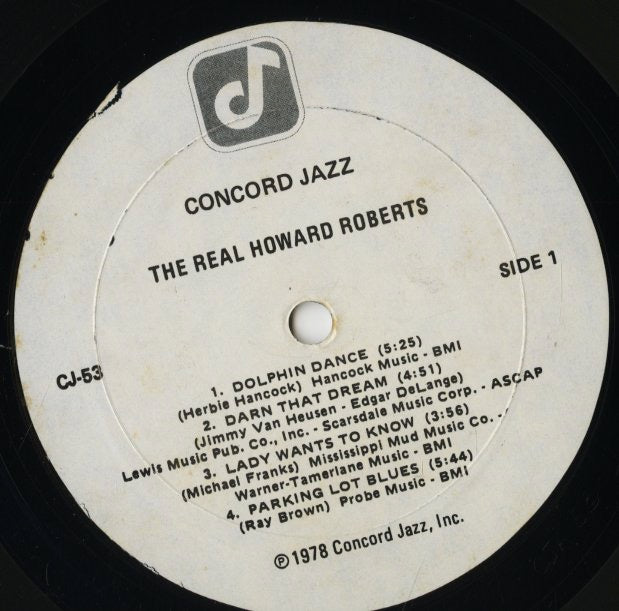 CONCORD JAZZ
THE REAL HOWARD ROBERTS
SIDE 1
CJ-53
1. DOLPHIN DANCE (5:25)
(Herbie Hancock) Hancock Music - BMI
2. DARN THAT DREAM (4:51)
(Jimmy Van Heusen - Edgar DeLange)
Lewis Music Pub. Co., Inc. - Scarsdale Music Corp. - ASCAP
3. LADY WANTS TO KNOW (3:56)
(Michael Franks) Mississippi Mud Music Co. -
Warner-Tamerlane Music - BMI
4. PARKING LOT BLUES (5:44)
(Ray Brown) Probe Music - BMI
℗ 1978 Concord Jazz, Inc.